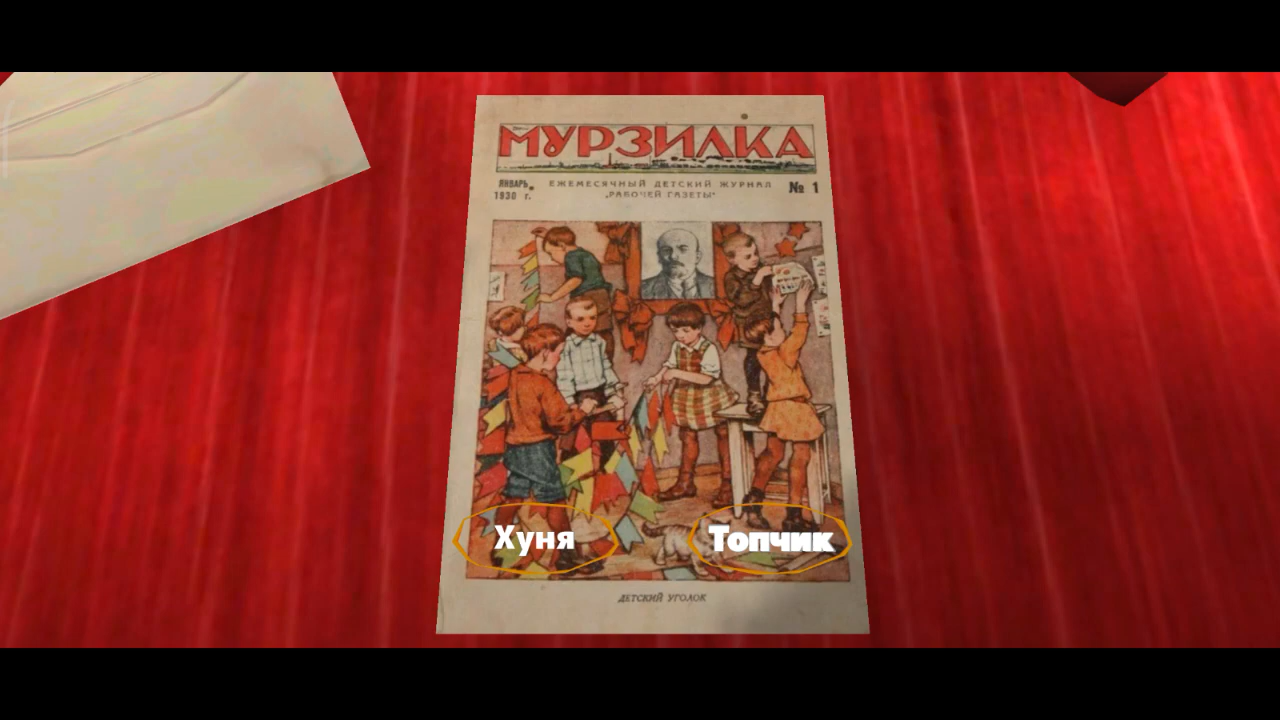 МУРЗИЛКА
ЯНВАРЬ,
1930 г.
ЕЖЕМЕСЯЧНЫЙ ДЕТСКИЙ ЖУРНАЛ
„РАБОЧЕЙ ГАЗЕТЫ"
№ 1
Хуня
Топчик
ДЕТСКИЙ УГОЛОК